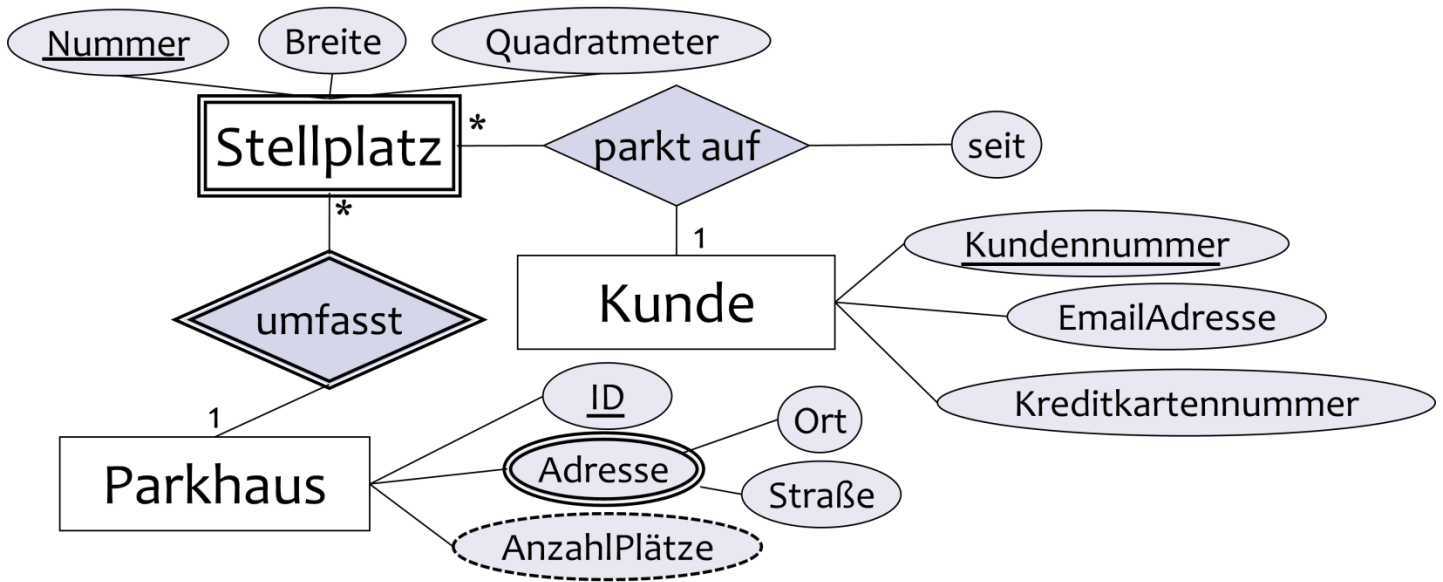 Nummer
Breite
Quadratmeter
Stellplatz
*
parkt auf
seit
*
1
Kundennummer
Kunde
umfasst
EmailAdresse
Kreditkartennummer
1
ID
Ort
Adresse
Parkhaus
Straße
AnzahlPlätze